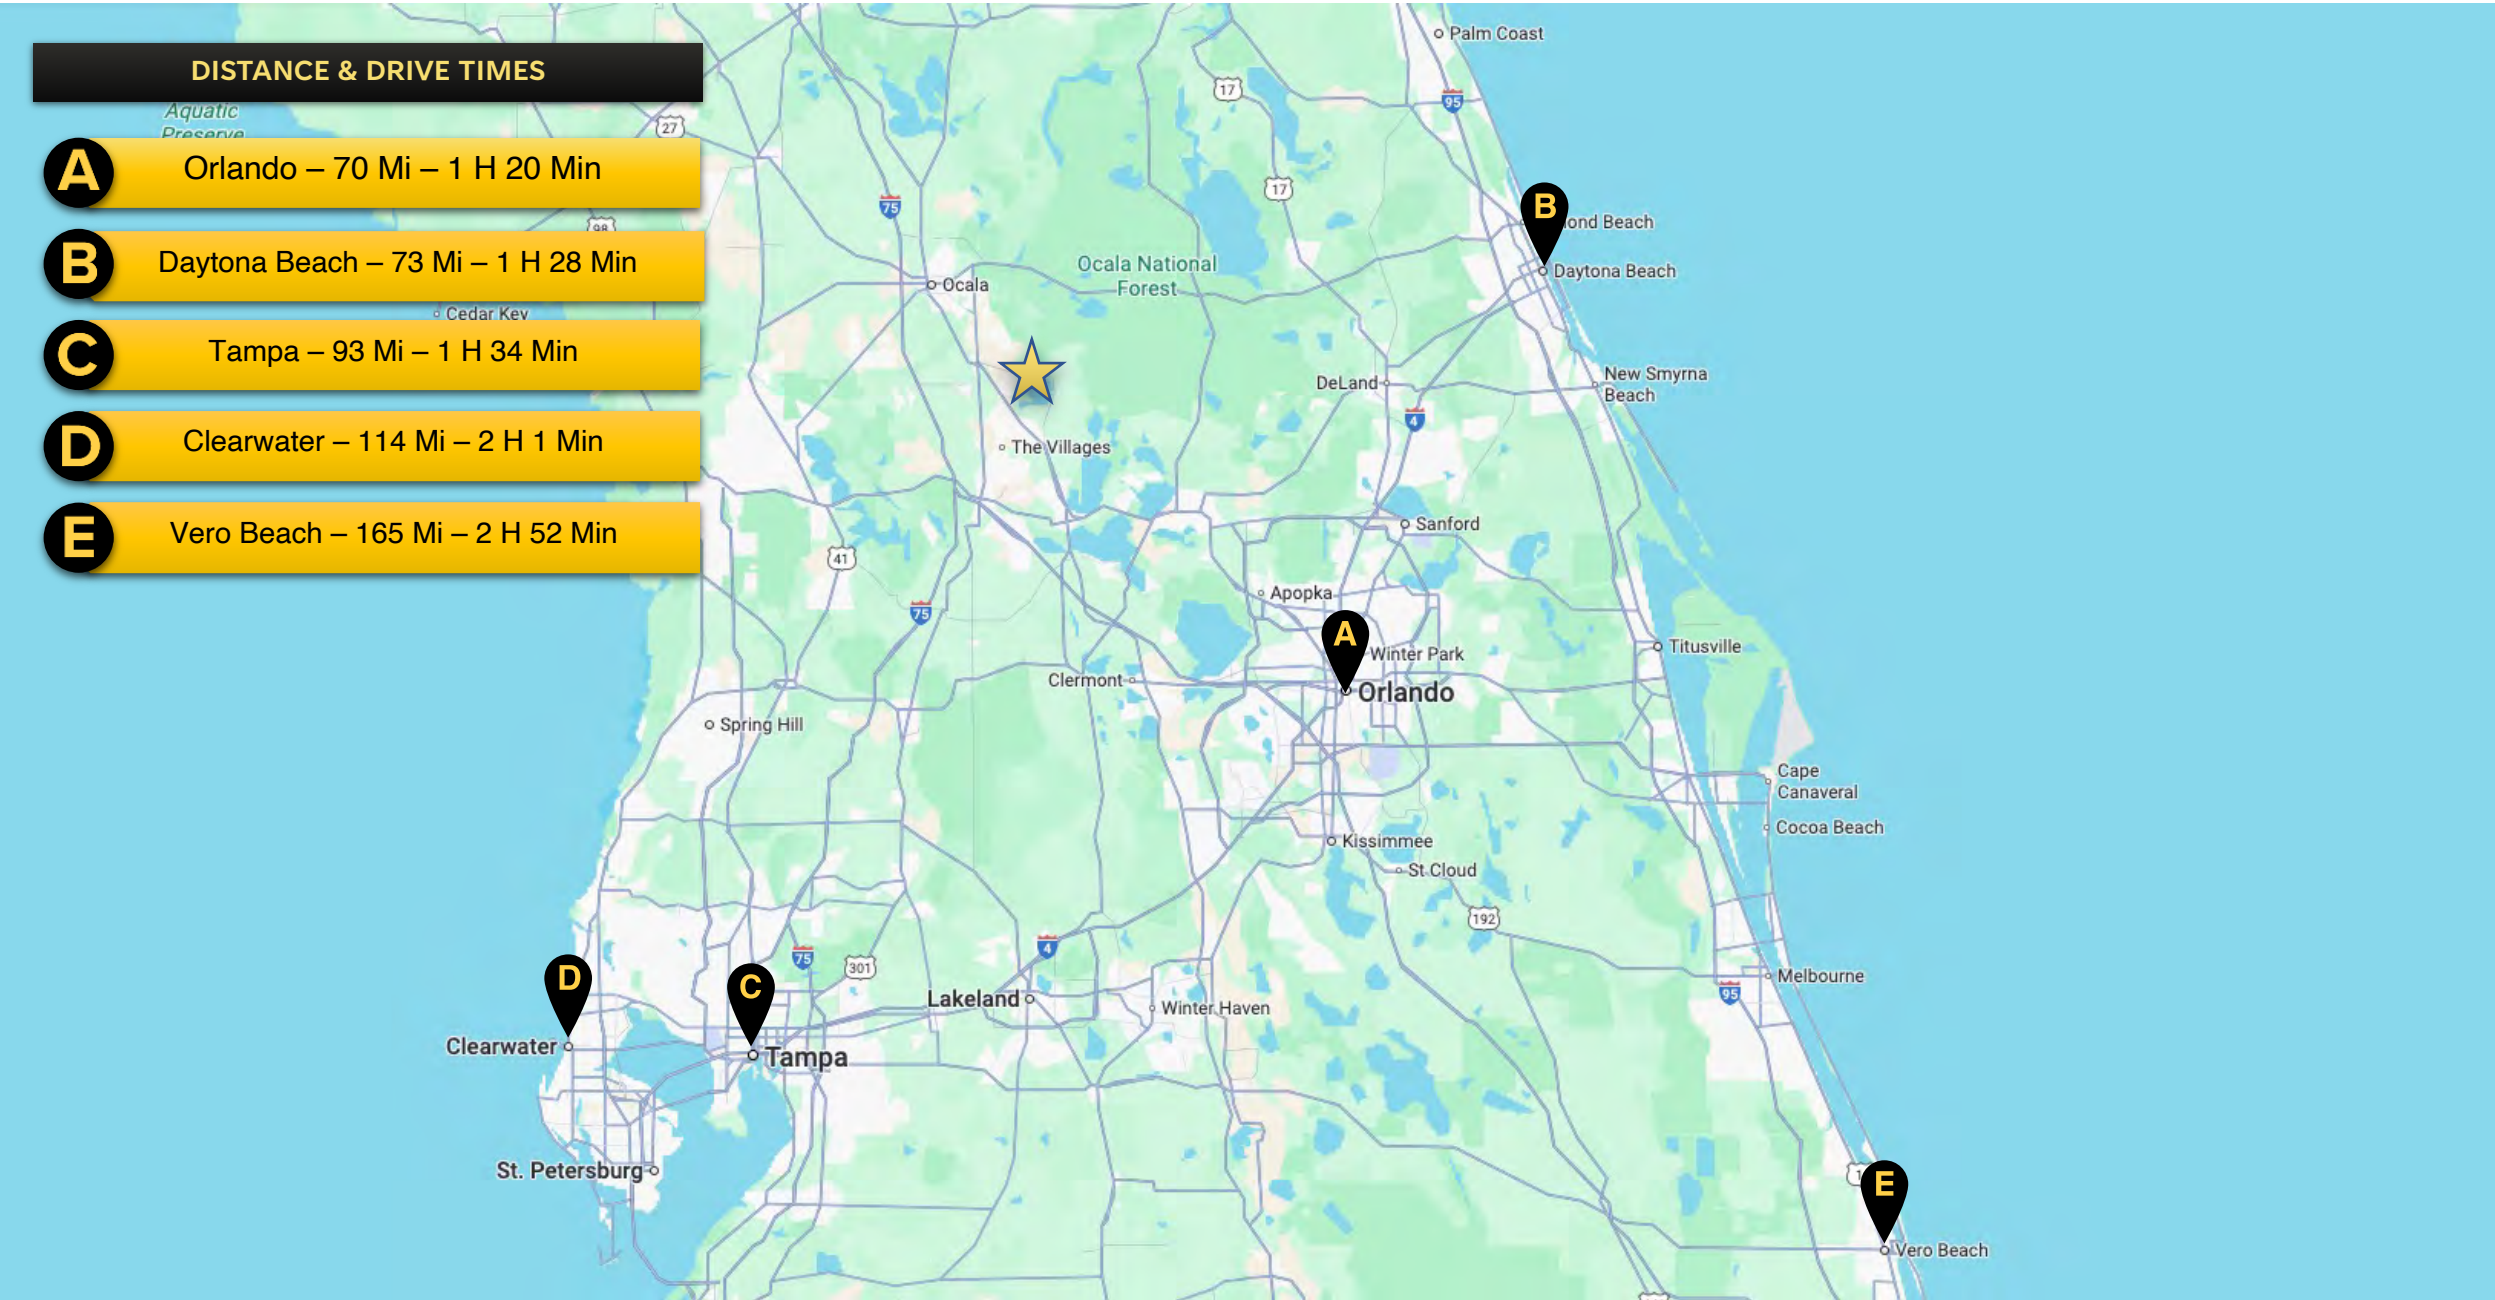 DISTANCE & DRIVE TIMES
Aquatic
Preserve
A
Orlando – 70 Mi – 1 H 20 Min
B
Daytona Beach – 73 Mi – 1 H 28 Min
C
Tampa – 93 Mi – 1 H 34 Min
D
Clearwater – 114 Mi – 2 H 1 Min
E
Vero Beach – 165 Mi – 2 H 52 Min
Palm Coast
17
95
27
17
75
98
B
ond Beach
Ocala National
Forest
Daytona Beach
Ocala
Cedar Key
New Smyrna
Beach
DeLand
4
The Villages
Sanford
41
Apopka
75
A
Winter Park
Titusville
Clermont
Orlando
Spring Hill
Cape
Canaveral
Cocoa Beach
Kissimmee
St Cloud
192
4
75
301
D
C
Melbourne
95
Lakeland
Winter Haven
Clearwater
Tampa
St. Petersburg
1
E
Vero Beach